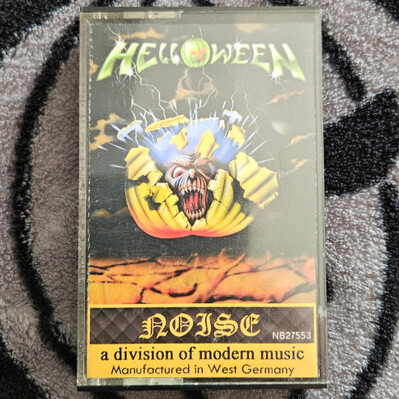 HELLOWEEN
NOISE
NB27553
a division of modern music
Manufactured in West Germany